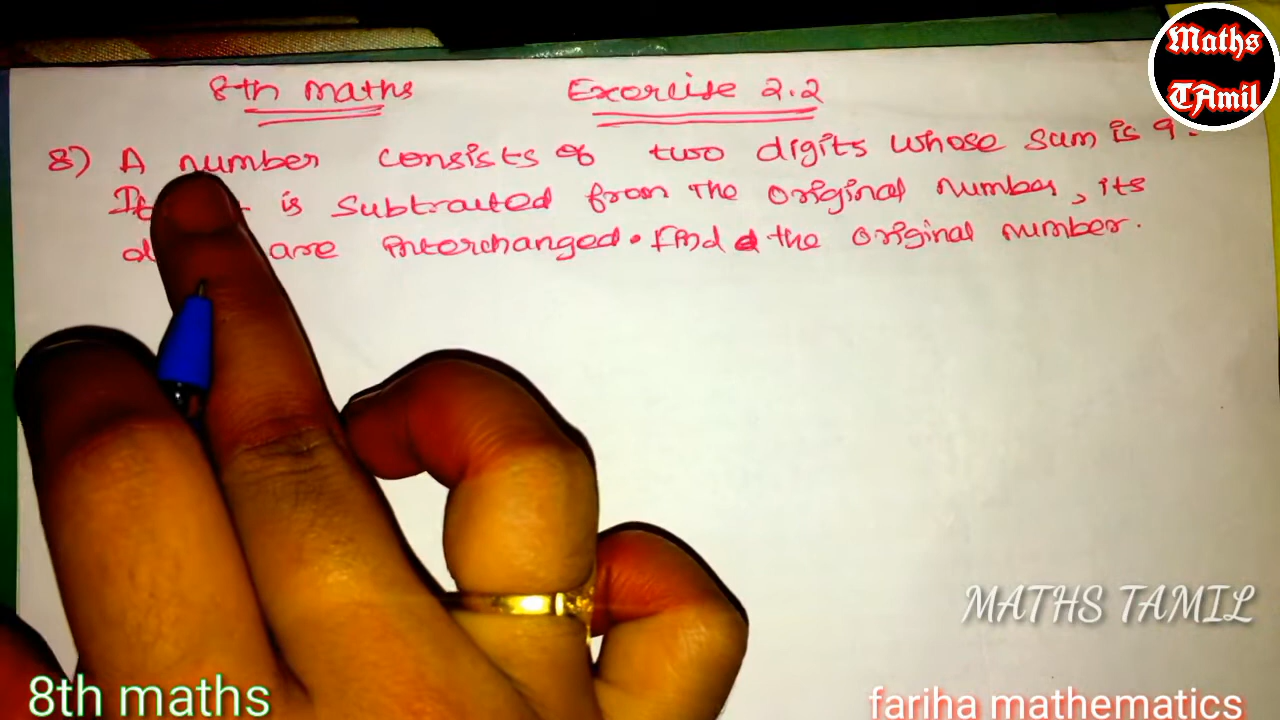 Maths
TAmil
8th maths Exercise 2.2
8) A number consists of two digits whose sum is 9.
If is subtracted from the original number, its
are interchanged. Find the original number.
MATHS TAMIL
8th maths
fariha mathematics